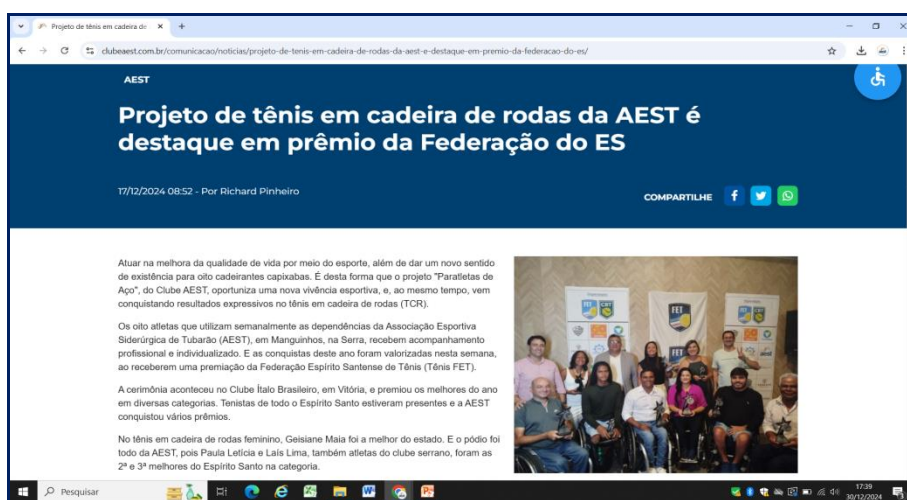 Projeto de tênis em cadeira de
clubeaest.com.br/comunicacao/noticias/projeto-de-tenis-em-cadeira-de-rodas-da-aest-e-destaque-em-premio-da-federacao-do-es/
AEST
Projeto de tênis em cadeira de rodas da AEST é
destaque em prêmio da Federação do ES
17/12/2024 08:52 - Por Richard Pinheiro
COMPARTILHE
Atuar na melhora da qualidade de vida por meio do esporte, além de dar um novo sentido
de existência para oito cadeirantes capixabas. É desta forma que o projeto "Paratletas de
Aço", do Clube AEST, oportuniza uma nova vivência esportiva, e, ao mesmo tempo, vem
conquistando resultados expressivos no tênis em cadeira de rodas (TCR).
Os oito atletas que utilizam semanalmente as dependências da Associação Esportiva
Siderúrgica de Tubarão (AEST), em Manguinhos, na Serra, recebem acompanhamento
profissional e individualizado. E as conquistas deste ano foram valorizadas nesta semana,
ao receberem uma premiação da Federação Espírito Santense de Tênis (Tênis FET).
A cerimônia aconteceu no Clube Ítalo Brasileiro, em Vitória, e premiou os melhores do ano
em diversas categorias. Tenistas de todo o Espírito Santo estiveram presentes e a AEST
conquistou vários prêmios.
No tênis em cadeira de rodas feminino, Geisiane Maia foi a melhor do estado. E o pódio foi
todo da AEST, pois Paula Letícia e Laís Lima, também atletas do clube serrano, foram as
2ª e 3ª melhores do Espírito Santo na categoria.
FET
FET
CBT
FET
Pesquisar
17:39
30/12/2024